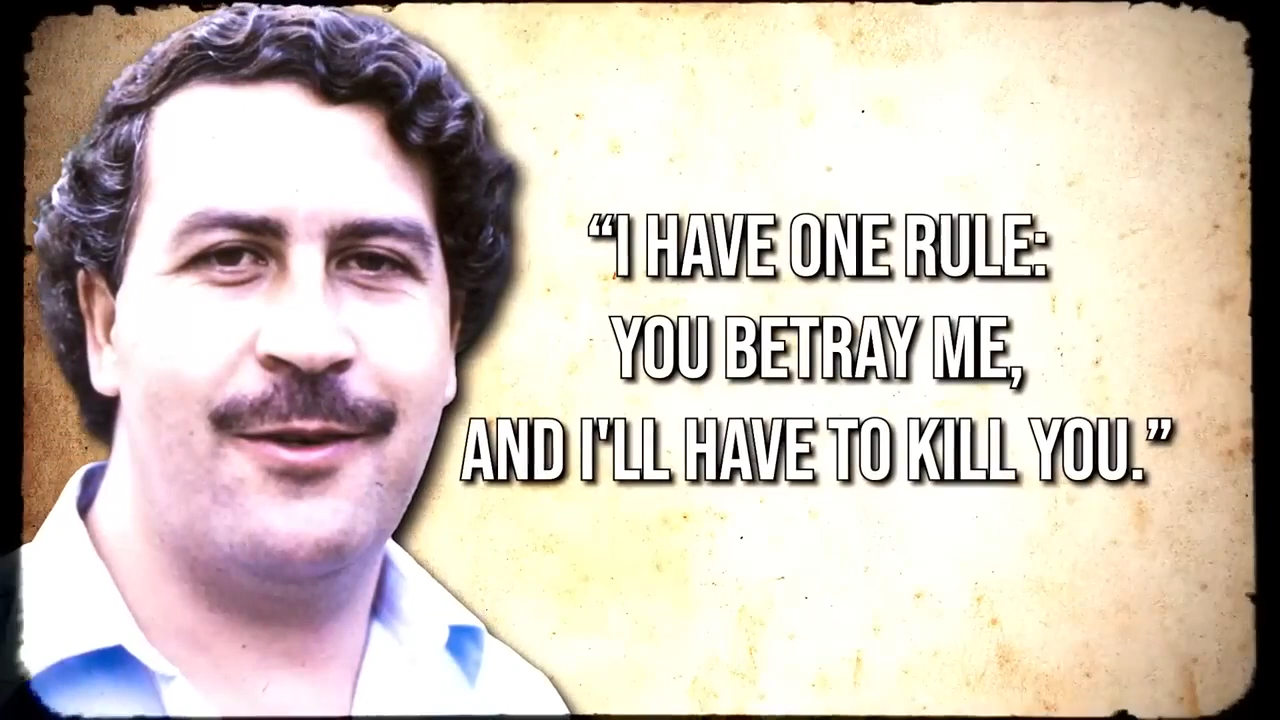 “I HAVE ONE RULE:
YOU BETRAY ME,
AND I'LL HAVE TO KILL YOU.”